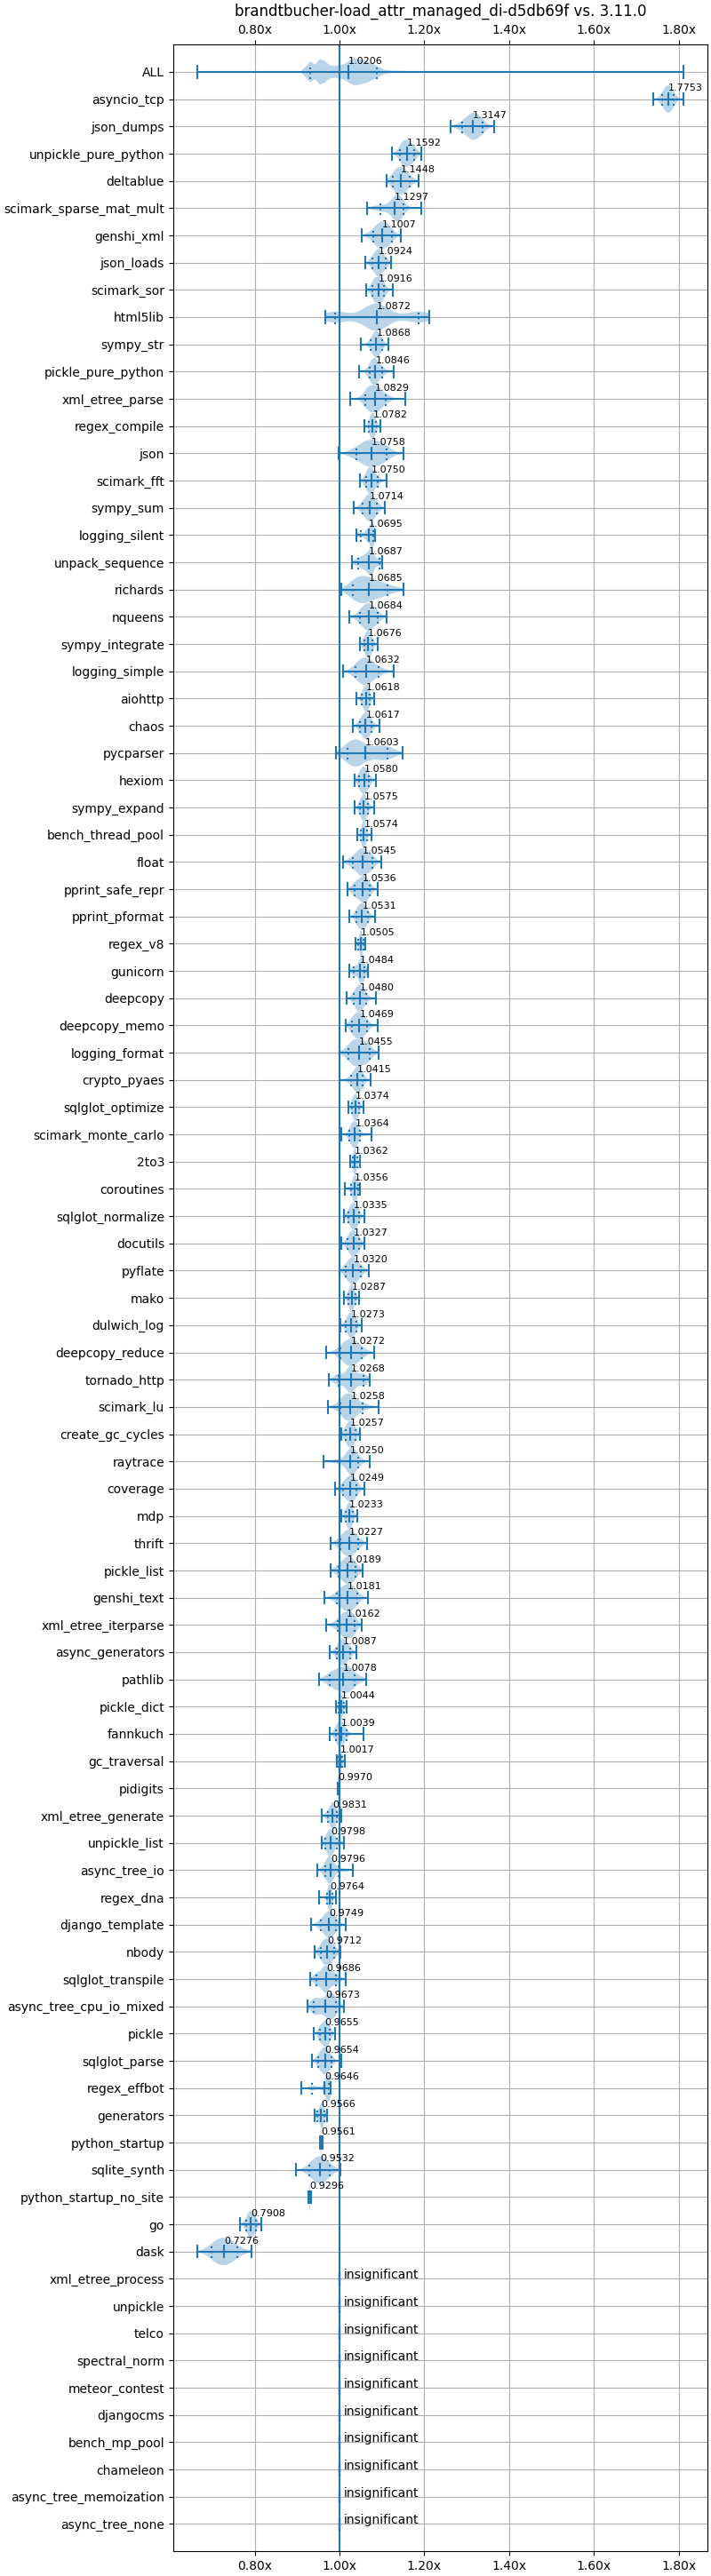 brandtbucher-load_attr_managed_di-d5db69f vs. 3.11.0
0.80x 1.00x 1.20x 1.40x 1.60x 1.80x
ALL 1.0206
asyncio_tcp 1.7753
json_dumps 1.3147
unpickle_pure_python 1.1592
deltablue 1.1448
scimark_sparse_mat_mult 1.1297
genshi_xml 1.1007
json_loads 1.0924
scimark_sor 1.0916
html5lib 1.0872
sympy_str 1.0868
pickle_pure_python 1.0846
xml_etree_parse 1.0829
regex_compile 1.0782
json 1.0758
scimark_fft 1.0750
sympy_sum 1.0714
logging_silent 1.0695
unpack_sequence 1.0687
richards 1.0685
nqueens 1.0684
sympy_integrate 1.0676
logging_simple 1.0632
aiohttp 1.0618
chaos 1.0617
pycparser 1.0603
hexiom 1.0580
sympy_expand 1.0575
bench_thread_pool 1.0574
float 1.0545
pprint_safe_repr 1.0536
pprint_pformat 1.0531
regex_v8 1.0505
gunicorn 1.0484
deepcopy 1.0480
deepcopy_memo 1.0469
logging_format 1.0455
crypto_pyaes 1.0415
sqlglot_optimize 1.0374
scimark_monte_carlo 1.0364
2to3 1.0362
coroutines 1.0356
sqlglot_normalize 1.0335
docutils 1.0327
pyflate 1.0320
mako 1.0287
dulwich_log 1.0273
deepcopy_reduce 1.0272
tornado_http 1.0268
scimark_lu 1.0258
create_gc_cycles 1.0257
raytrace 1.0250
coverage 1.0249
mdp 1.0233
thrift 1.0227
pickle_list 1.0189
genshi_text 1.0181
xml_etree_iterparse 1.0162
async_generators 1.0087
pathlib 1.0078
pickle_dict 1.0044
fannkuch 1.0039
gc_traversal 1.0017
pidigits 0.9970
xml_etree_generate 0.9831
unpickle_list 0.9798
async_tree_io 0.9796
regex_dna 0.9764
django_template 0.9749
nbody 0.9712
sqlglot_transpile 0.9686
async_tree_cpu_io_mixed 0.9673
pickle 0.9655
sqlglot_parse 0.9654
regex_effbot 0.9646
generators 0.9566
python_startup 0.9561
sqlite_synth 0.9532
python_startup_no_site 0.9296
go 0.7908
dask 0.7276
xml_etree_process insignificant
unpickle insignificant
telco insignificant
spectral_norm insignificant
meteor_contest insignificant
djangocms insignificant
bench_mp_pool insignificant
chameleon insignificant
async_tree_memoization insignificant
async_tree_none insignificant
0.80x 1.00x 1.20x 1.40x 1.60x 1.80x